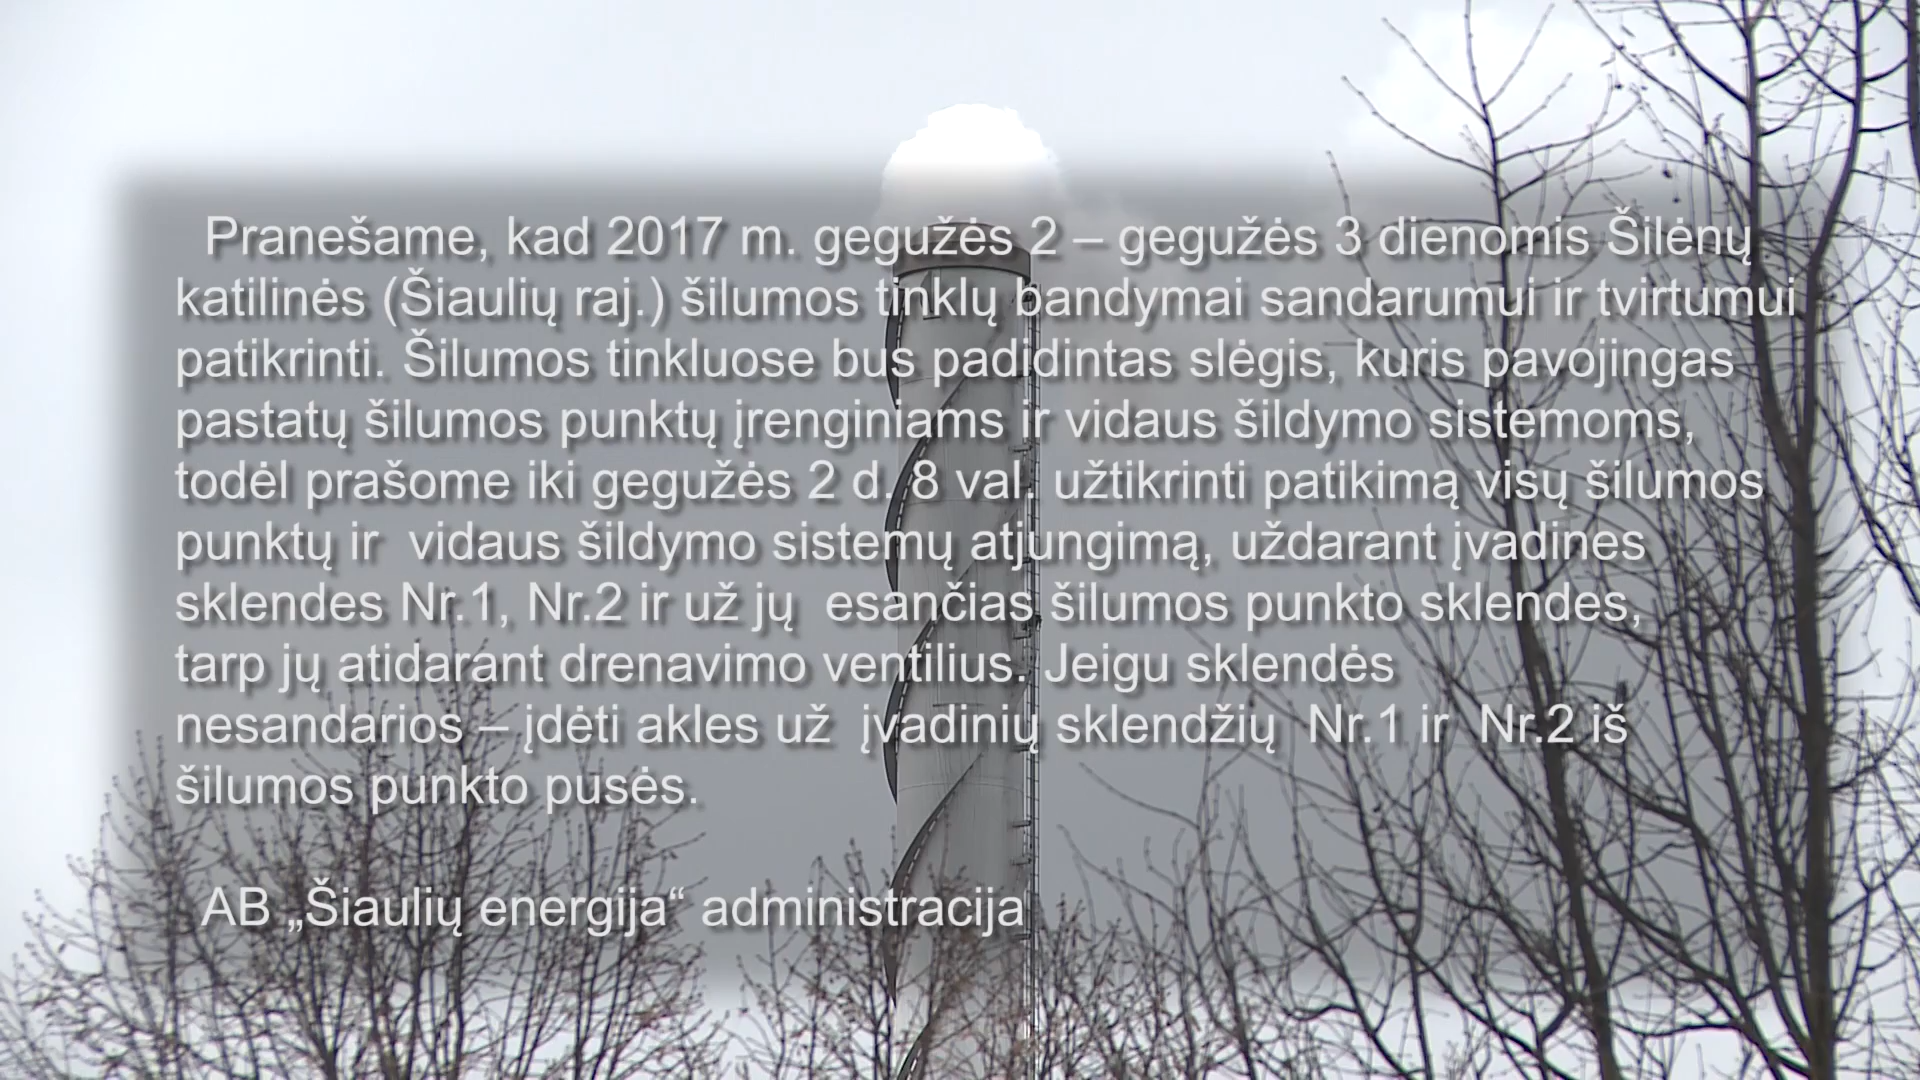 Pranešame, kad 2017 m. gegužės 2 – gegužės 3 dienomis Šilėnų
katilinės (Šiaulių raj.) šilumos tinklų bandymai sandarumui ir tvirtumui
patikrinti. Šilumos tinkluose bus padidintas slėgis, kuris pavojingas
pastatų šilumos punktų įrenginiams ir vidaus šildymo sistemoms,
todėl prašome iki gegužės 2 d. 8 val. užtikrinti patikimą visų šilumos
punktų ir  vidaus šildymo sistemų atjungimą, uždarant įvadines
sklendes Nr.1, Nr.2 ir už jų  esančias šilumos punkto sklendes,
tarp jų atidarant drenavimo ventilius. Jeigu sklendės
nesandarios – įdėti akles už  įvadinių sklendžių  Nr.1 ir  Nr.2 iš
šilumos punkto pusės.
AB „Šiaulių energija“ administracija